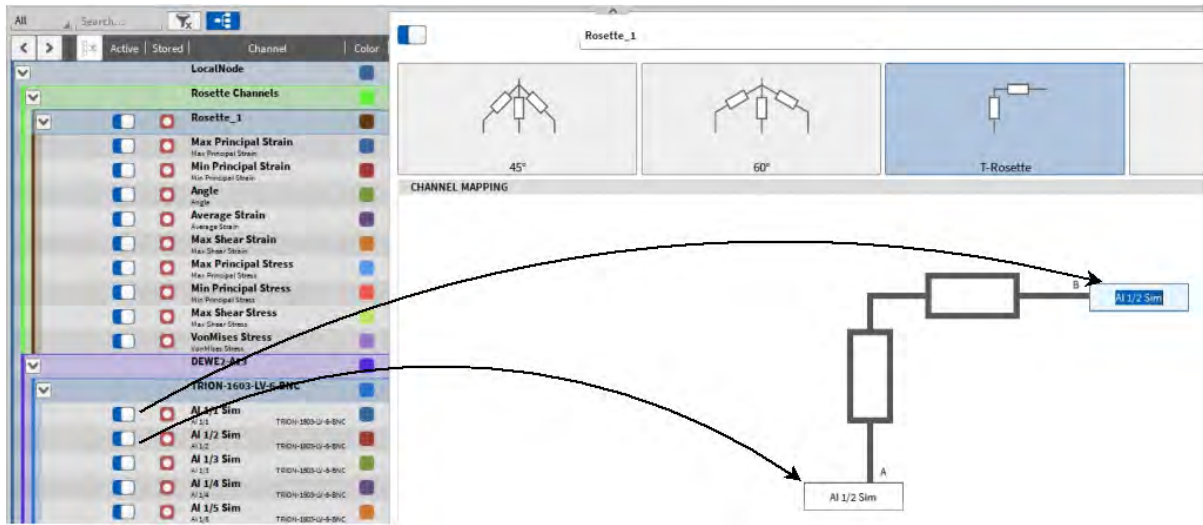 All
Search...
Active Stored Channel Color
LocalNode
Rosette Channels
Rosette_1
Max Principal Strain
Max Principal Strain
Min Principal Strain
Min Principal Strain
Angle
Angle
Average Strain
Average Strain
Max Shear Strain
Max Shear Strain
Max Principal Stress
Max Principal Stress
Min Principal Stress
Min Principal Stress
Max Shear Stress
Max Shear Stress
VonMises Stress
VonMises Stress
DEWE2-A13
TRION-1603-LV-6-BNC
AI 1/1 Sim
AI 1/1 TRION-1603-LV-6-BNC
AI 1/2 Sim
AI 1/2 TRION-1603-LV-6-BNC
AI 1/3 Sim
AI 1/3 TRION-1603-LV-6-BNC
AI 1/4 Sim
AI 1/4 TRION-1603-LV-6-BNC
AI 1/5 Sim
AI 1/5 TRION-1603-LV-6-BNC
Rosette_1
45°
60°
T-Rosette
CHANNEL MAPPING
B
AI 1/2 Sim
A
AI 1/2 Sim